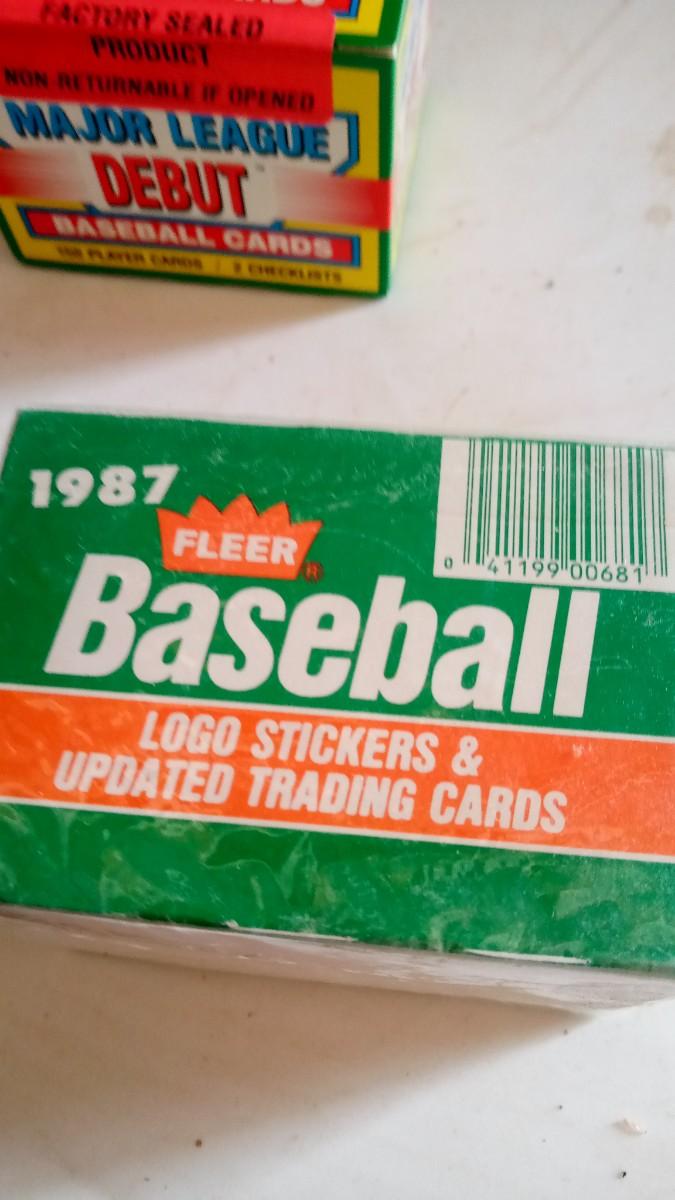 FACTORY SEALED
PRODUCT
NON-RETURNABLE IF OPENED
MAJOR LEAGUE
DEBUT
BASEBALL CARDS
PLAYER CARDS / 2 CHECKLISTS
1987
FLEER®
Baseball
0 41199 00681
LOGO STICKERS &
UPDATED TRADING CARDS